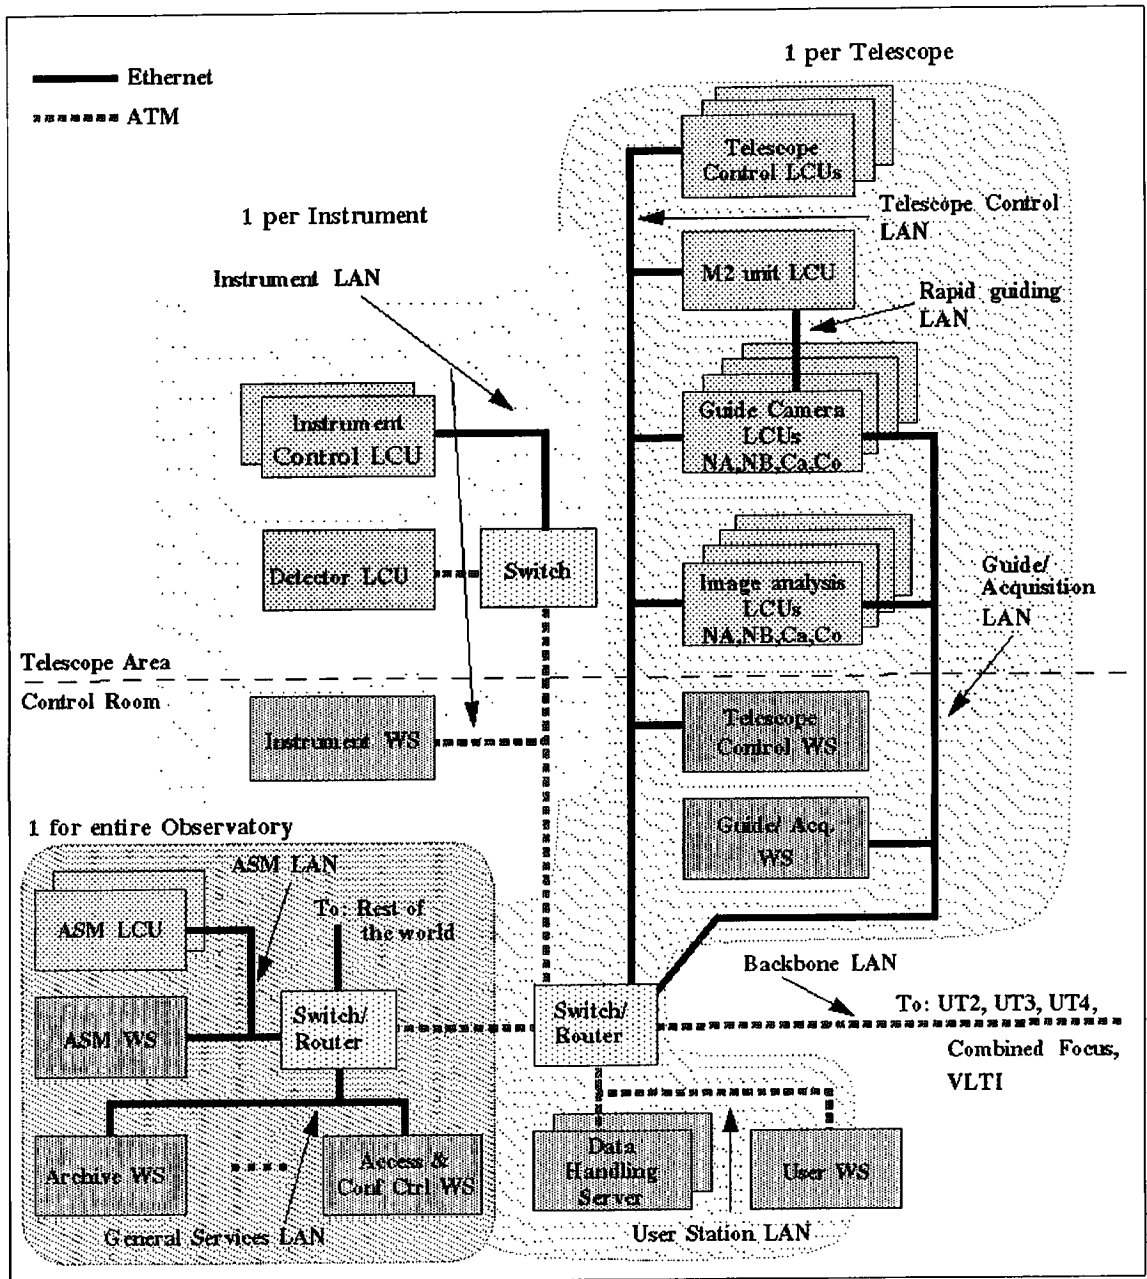 1 per Telescope
Ethernet
ATM
Telescope
Control LCUs
1 per Instrument
Telescope Control
LAN
Instrument LAN
M2 unit LCU
Rapid guiding
LAN
Instrument
Control LCU
Guide Camera
LCUs
NA,NB,Ca,Co
Detector LCU
Switch
Image analysis
LCUs
NA,NB,Ca,Co
Guide/
Acquisition
LAN
Telescope Area
Control Room
Instrument WS
Telescope
Control WS
Guide/ Acq.
WS
1 for entire Observatory
ASM LAN
ASM LCU
To: Rest of
the world
Backbone LAN
ASM WS
Switch/
Router
Switch/
Router
To: UT2, UT3, UT4,
Combined Focus,
VLTI
Archive WS
Access &
Conf Ctrl WS
Data
Handling
Server
User WS
General Services LAN
User Station LAN